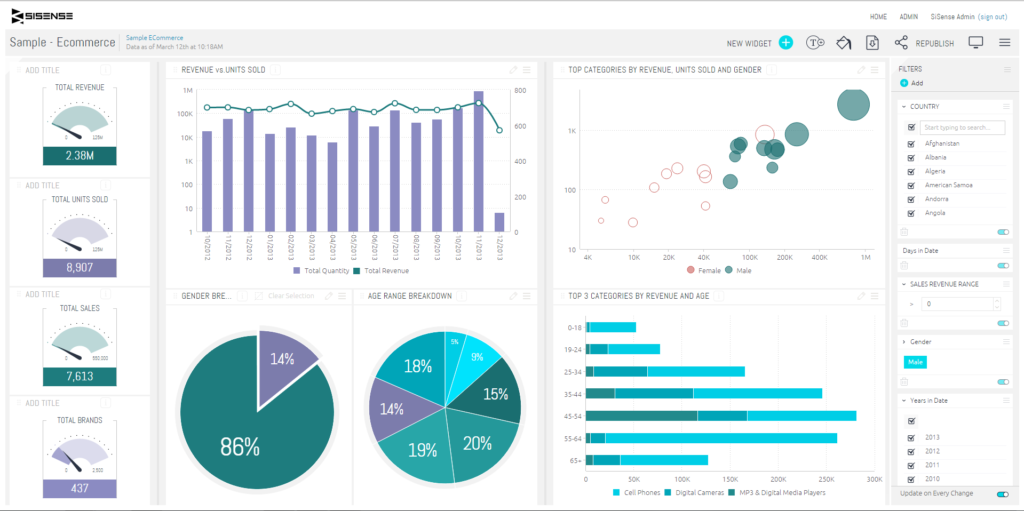 SISENSE
HOME ADMIN SiSense Admin (sign out)
Sample - Ecommerce
Sample ECommerce
Data as of March 12th at 10:18AM
NEW WIDGET
REPUBLISH
ADD TITLE
TOTAL REVENUE
0 125M
2.38M
ADD TITLE
TOTAL UNITS SOLD
0 125M
8,907
ADD TITLE
TOTAL SALES
0
7,613
ADD TITLE
TOTAL BRANDS
0 2,500
437
REVENUE vs.UNITS SOLD
1M
100K
10K
1K
100
10
1
800
600
400
200
0
10/2012
11/2012
12/2012
01/2013
02/2013
03/2013
04/2013
05/2013
06/2013
07/2013
08/2013
09/2013
10/2013
11/2013
12/2013
Total Quantity Total Revenue
GENDER BRE...
Clear Selection
14%
86%
AGE RANGE BREAKDOWN
5%
9%
15%
20%
19%
14%
18%
TOP CATEGORIES BY REVENUE, UNITS SOLD AND GENDER
1K
100
10
4K 10K 20K 40K 100K 200K 400K 1M
Female Male
TOP 3 CATEGORIES BY REVENUE AND AGE
0-18
19-24
25-34
35-44
45-54
55-64
65+
0 50K 100K 150K 200K 250K 300K
Cell Phones Digital Cameras MP3 & Digital Media Players
FILTERS
Add
COUNTRY
Start typing to search...
Afghanistan
Albania
Algeria
American Samoa
Andorra
Angola
Days in Date
SALES REVENUE RANGE
> 0
Gender
Male
Years in Date
2013
2012
2011
2010
Update on Every Change